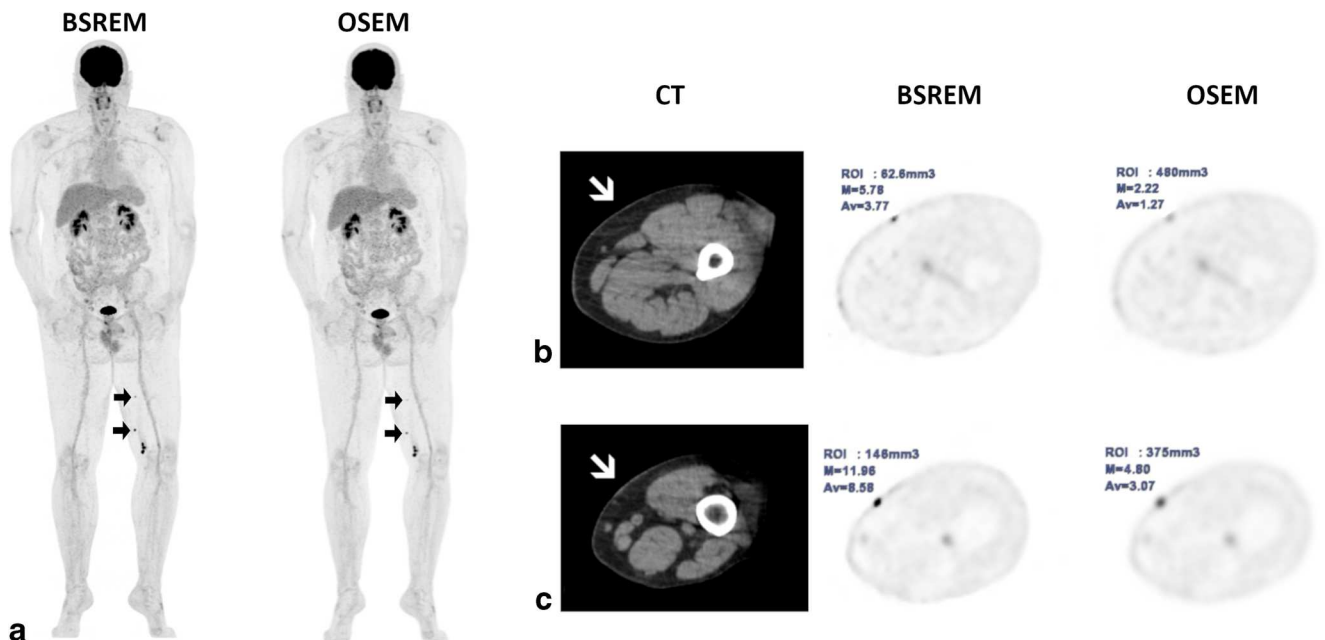 BSREM
OSEM
a
CT
BSREM
OSEM
b
ROI : 62.6mm3
M=5.78
Av=3.77
ROI : 480mm3
M=2.22
Av=1.27
c
ROI : 146mm3
M=11.96
Av=8.58
ROI : 375mm3
M=4.80
Av=3.07